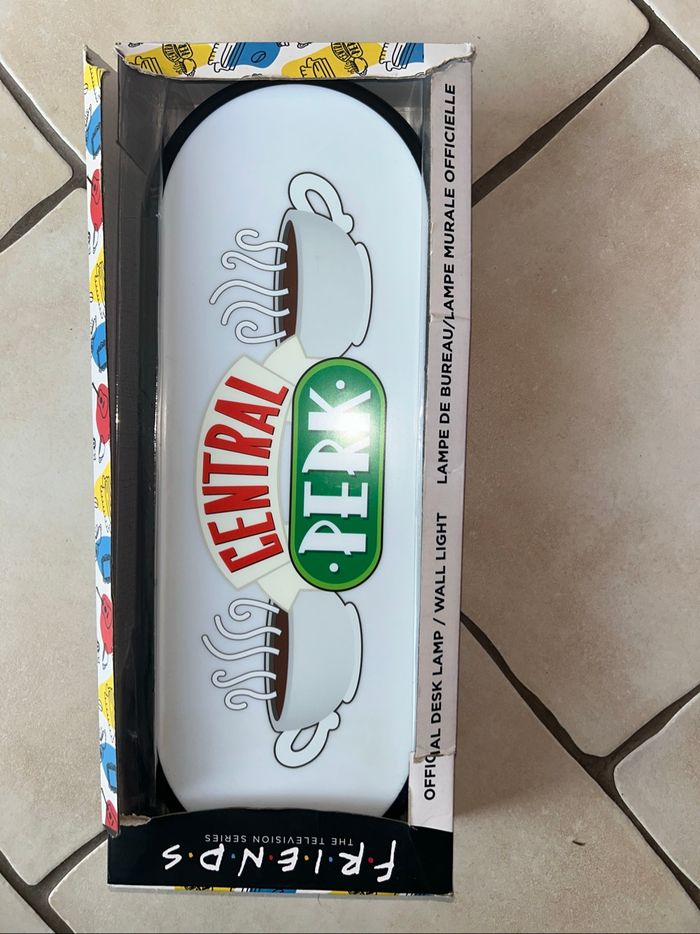 CENTRAL
• PERK •
OFFICIAL DESK LAMP / WALL LIGHT LAMPE DE BUREAU/LAMPE MURALE OFFICIELLE
F•R•I•E•N•D•S
THE TELEVISION SERIES